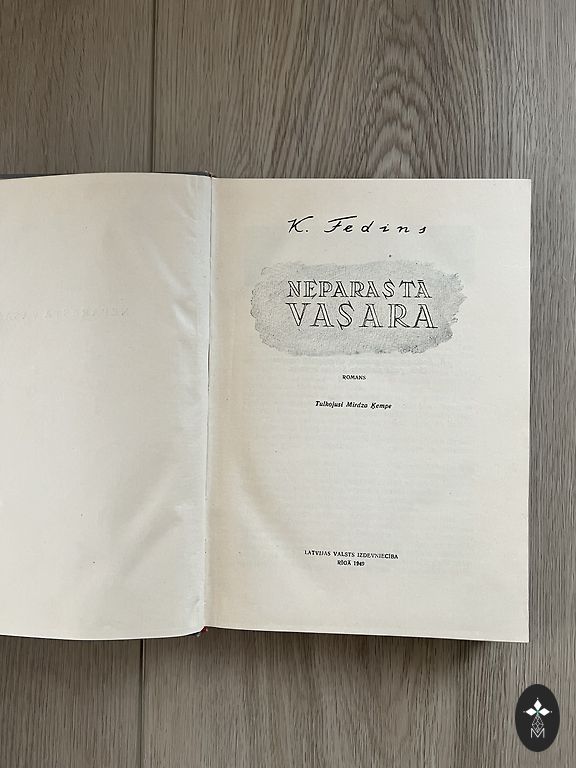 K. Fedins
NEPARASTĀ
VASARA
ROMANS
Tulkojusi Mirdza Ķempe
LATVIJAS VALSTS IZDEVNIECĪBA
RĪGĀ 1949
M